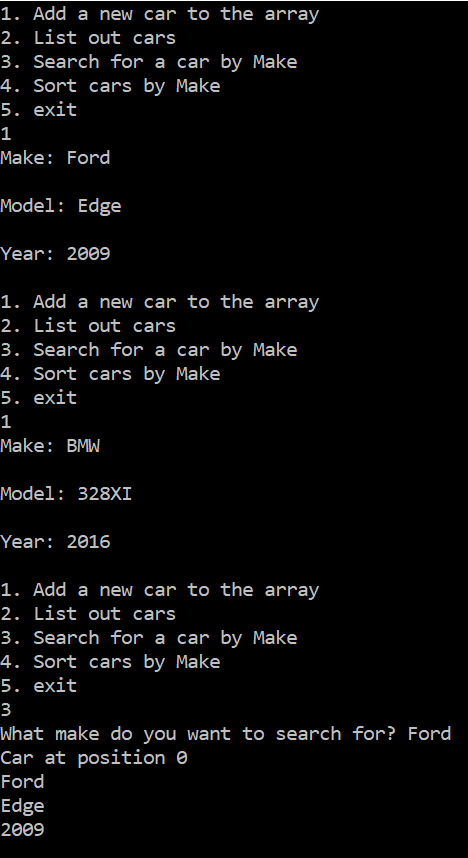 1. Add a new car to the array
2. List out cars
3. Search for a car by Make
4. Sort cars by Make
5. exit
1
Make: Ford
Model: Edge
Year: 2009
1. Add a new car to the array
2. List out cars
3. Search for a car by Make
4. Sort cars by Make
5. exit
1
Make: BMW
Model: 328XI
Year: 2016
1. Add a new car to the array
2. List out cars
3. Search for a car by Make
4. Sort cars by Make
5. exit
3
What make do you want to search for? Ford
Car at position 0
Ford
Edge
2009